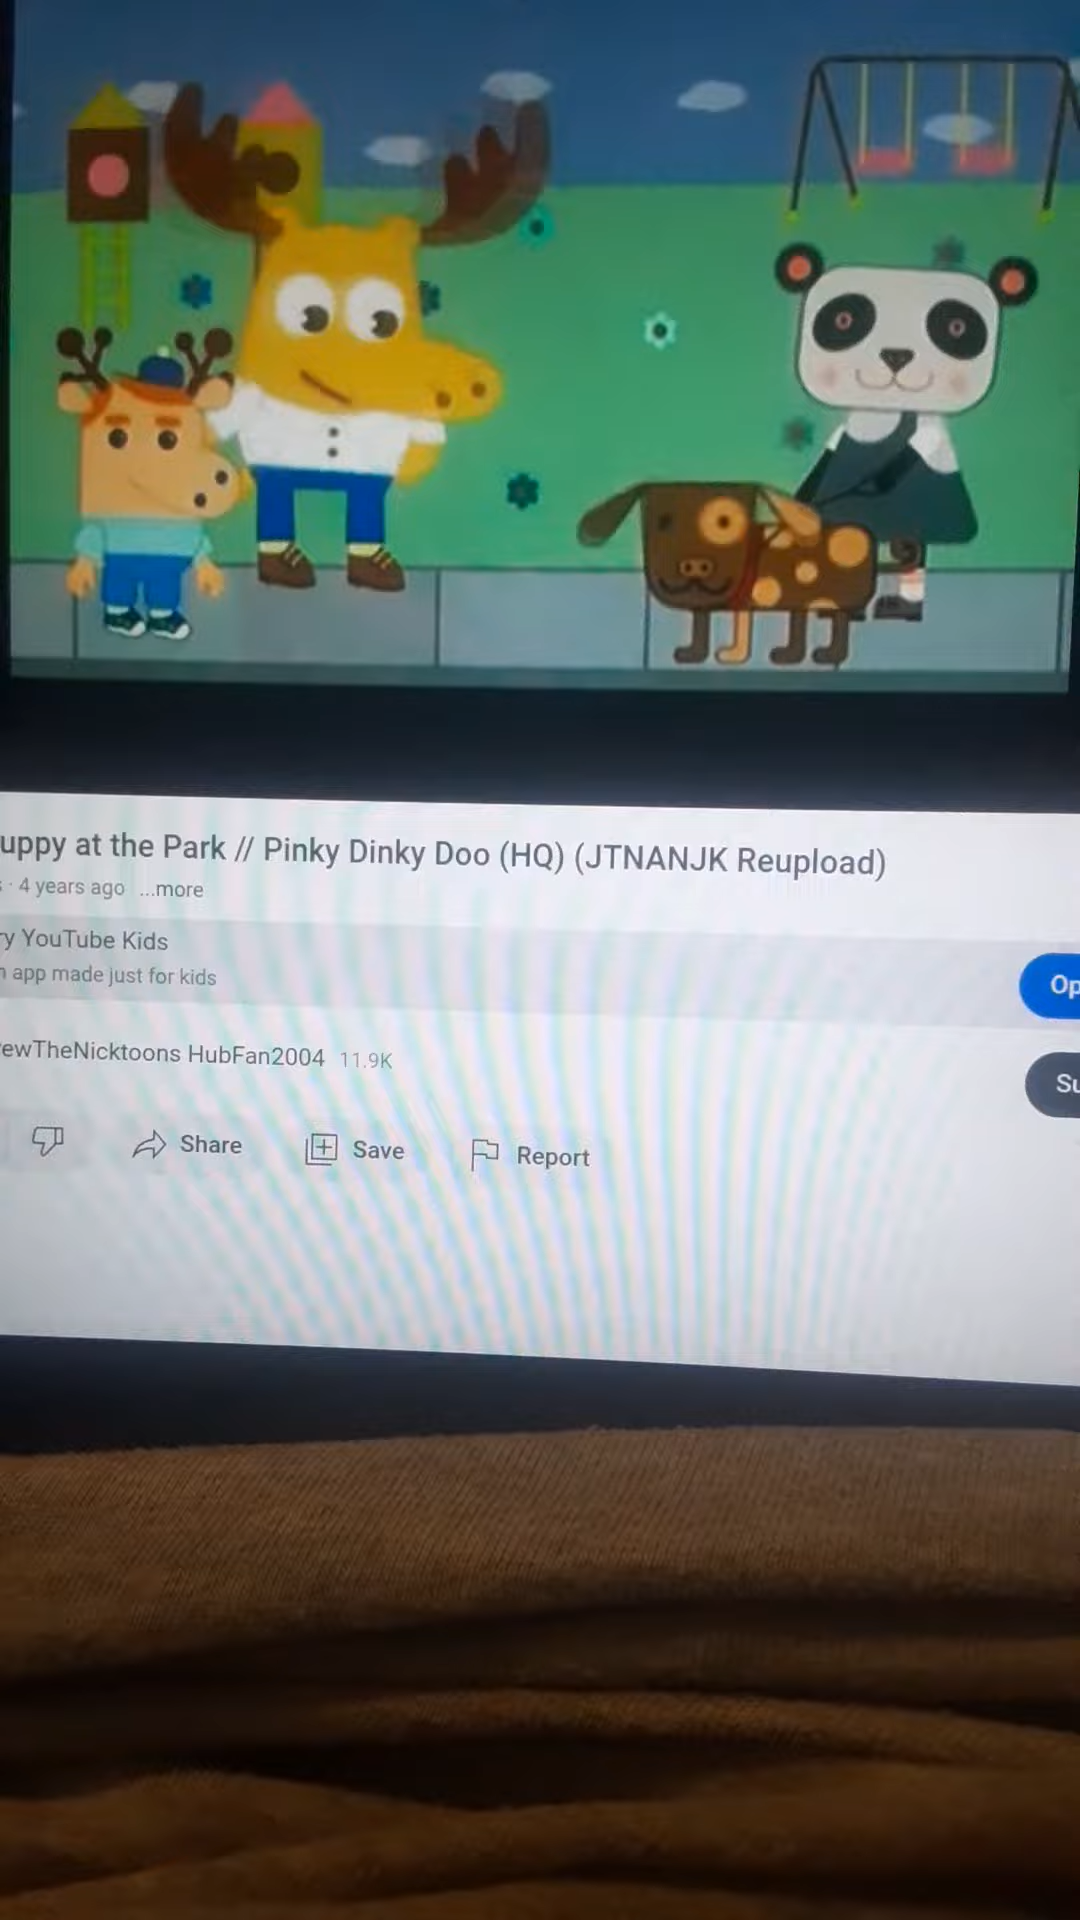 uppy at the Park // Pinky Dinky Doo (HQ) (JTNANJK Reupload)
· 4 years ago ...more
y YouTube Kids
app made just for kids
Op
ewTheNicktoons HubFan2004 11.9K
Su
Share Save Report